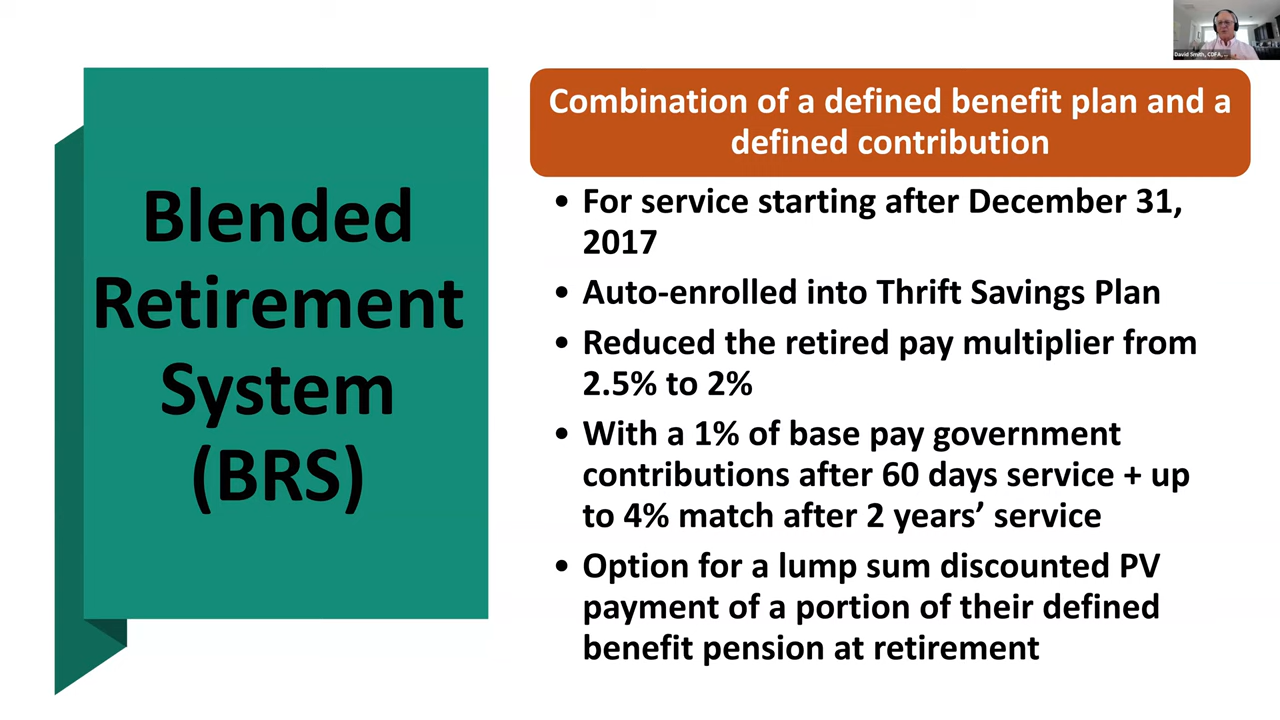 David Smith, CDFA, ...
Blended
Retirement
System
(BRS)
Combination of a defined benefit plan and a
defined contribution
• For service starting after December 31,
2017
• Auto-enrolled into Thrift Savings Plan
• Reduced the retired pay multiplier from
2.5% to 2%
• With a 1% of base pay government
contributions after 60 days service + up
to 4% match after 2 years’ service
• Option for a lump sum discounted PV
payment of a portion of their defined
benefit pension at retirement